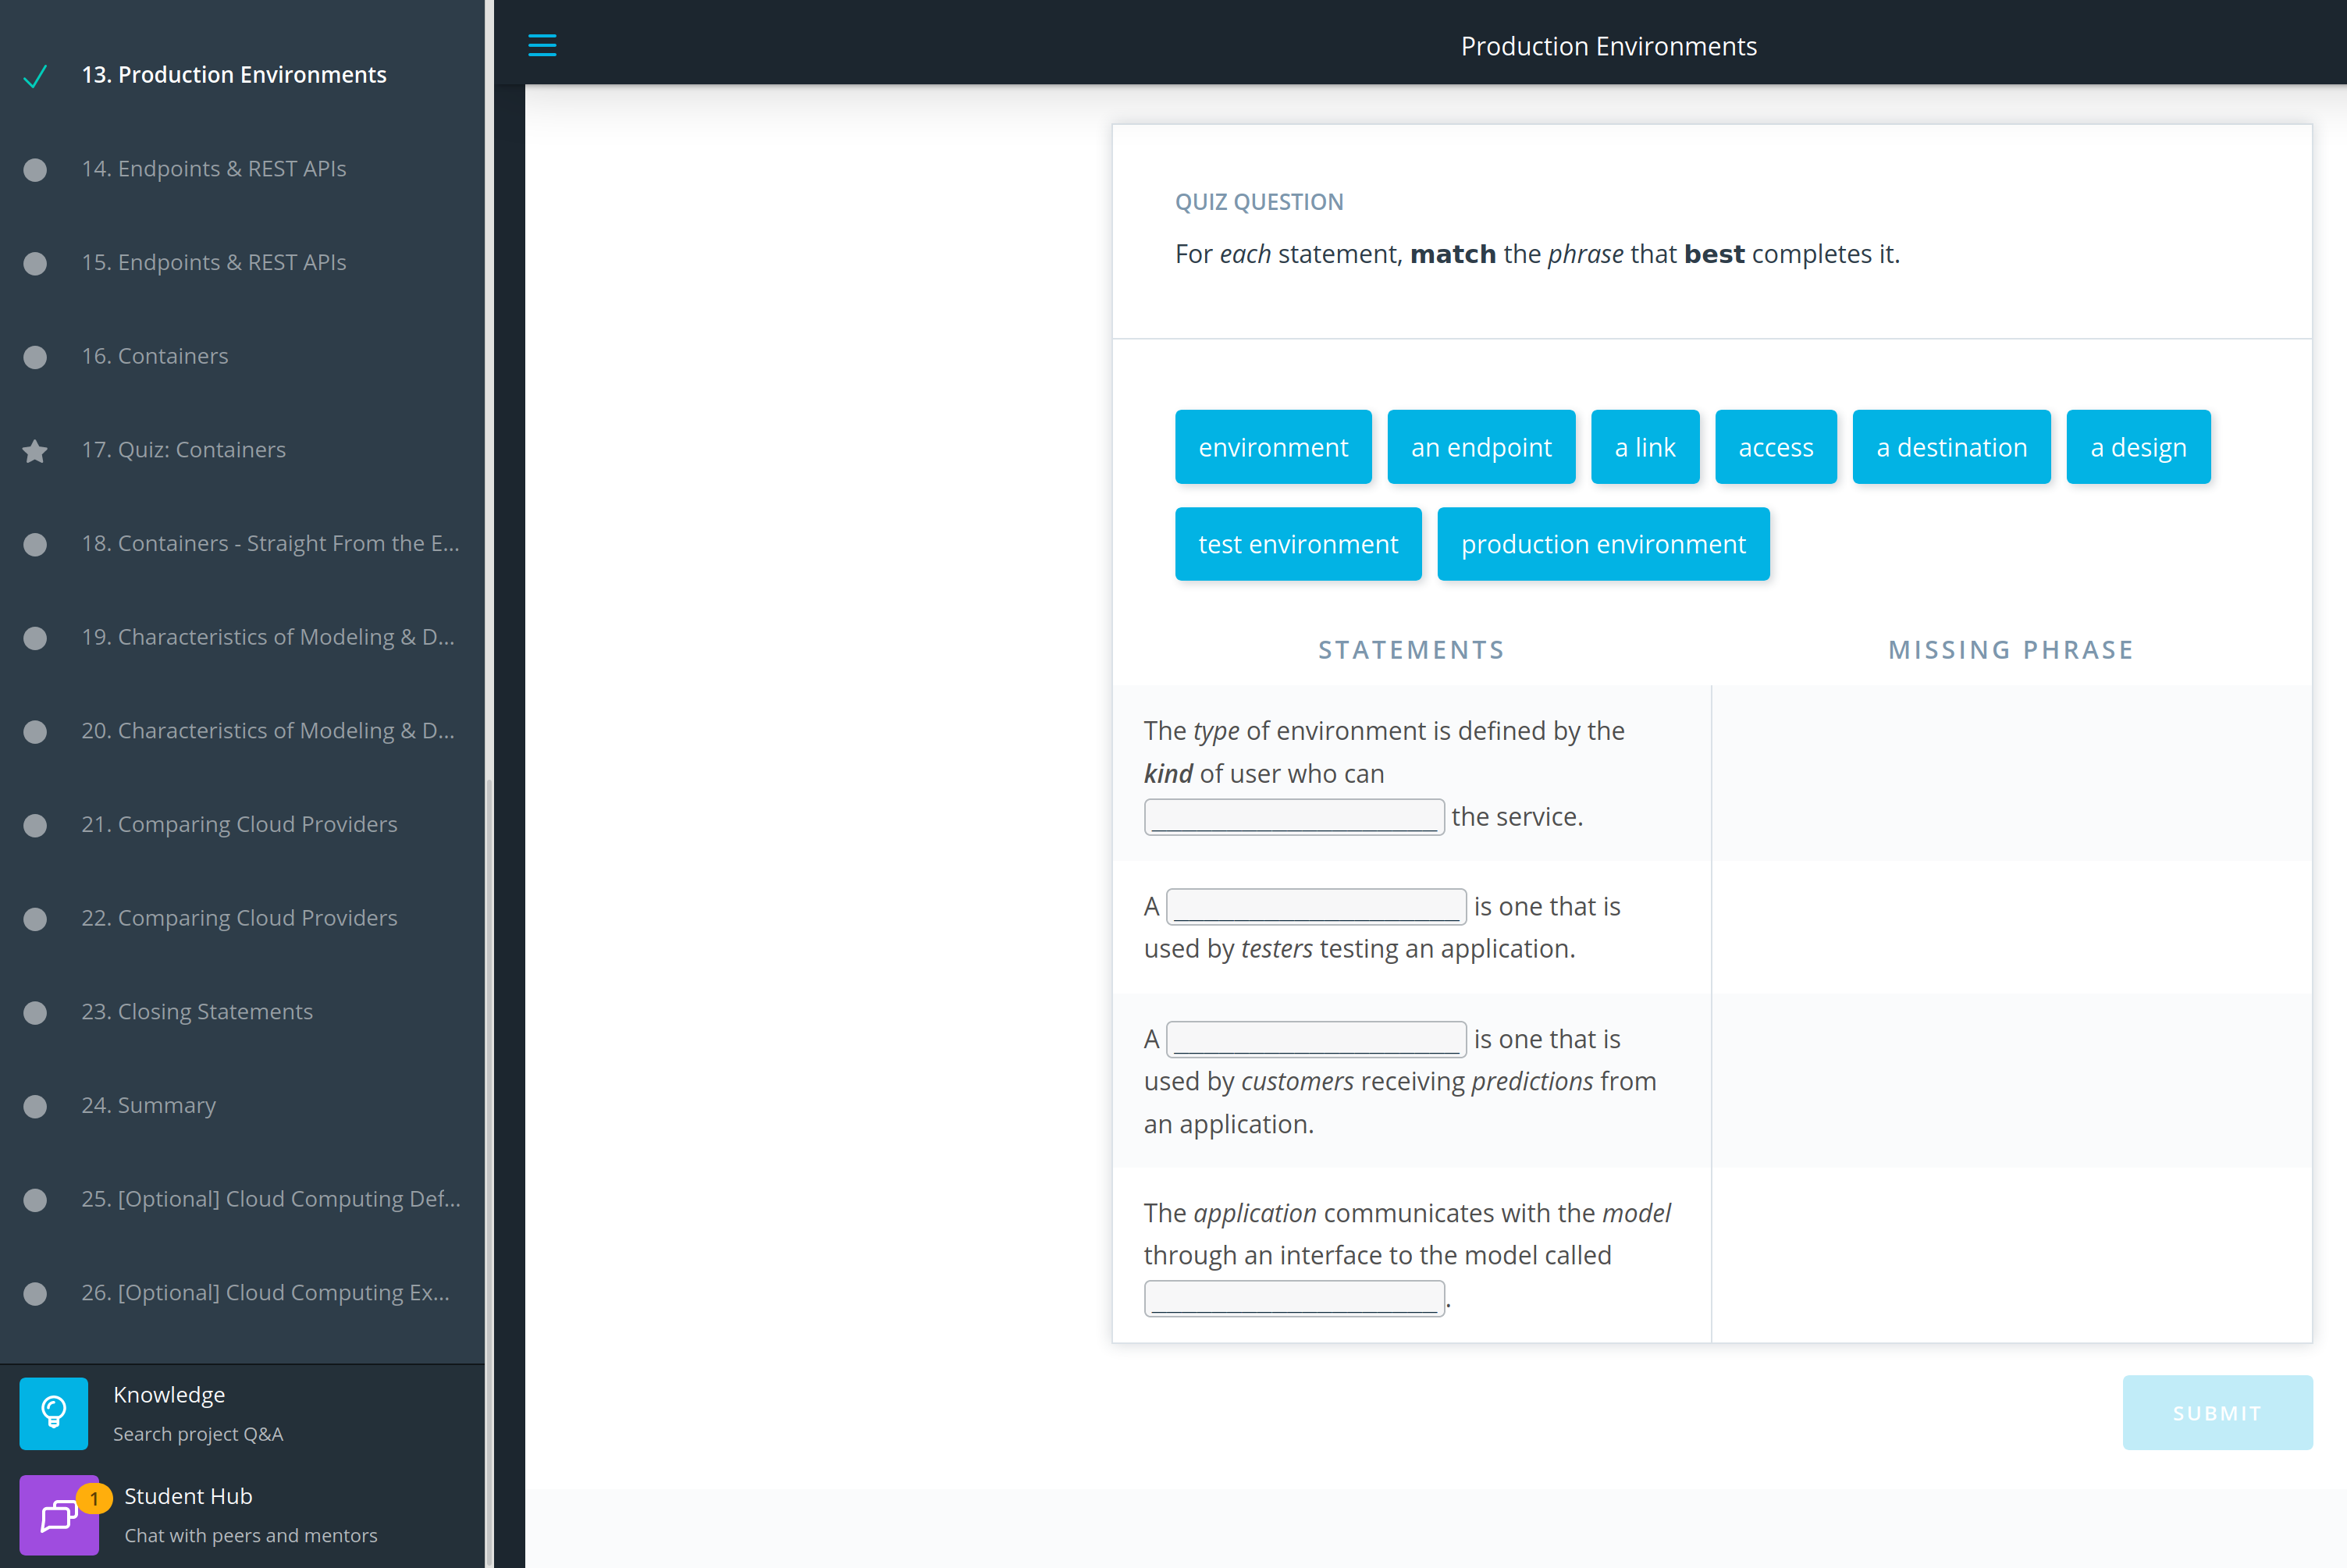 13. Production Environments
14. Endpoints & REST APIs
15. Endpoints & REST APIs
16. Containers
17. Quiz: Containers
18. Containers - Straight From the E...
19. Characteristics of Modeling & D...
20. Characteristics of Modeling & D...
21. Comparing Cloud Providers
22. Comparing Cloud Providers
23. Closing Statements
24. Summary
25. [Optional] Cloud Computing Def...
26. [Optional] Cloud Computing Ex...
Knowledge
Search project Q&A
1
Student Hub
Chat with peers and mentors
Production Environments
QUIZ QUESTION
For each statement, match the phrase that best completes it.
environment an endpoint a link access a destination a design
test environment production environment
STATEMENTS MISSING PHRASE
The type of environment is defined by the
kind of user who can
____________________ the service.
A ____________________ is one that is
used by testers testing an application.
A ____________________ is one that is
used by customers receiving predictions from
an application.
The application communicates with the model
through an interface to the model called
____________________.
SUBMIT